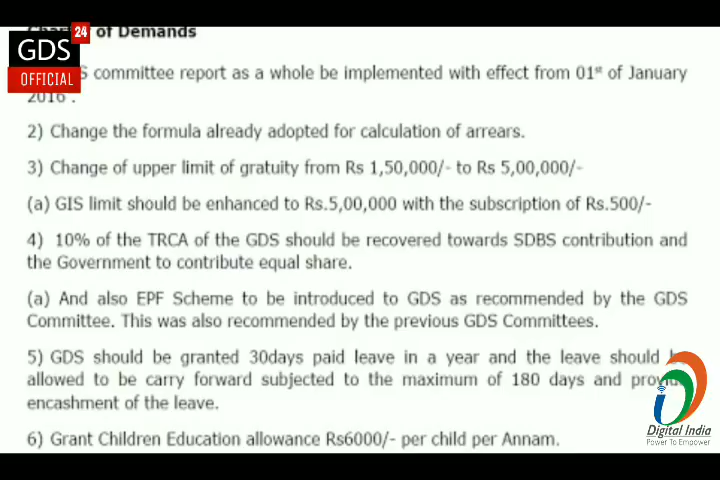 of Demands
24
GDS
OFFICIAL
committee report as a whole be implemented with effect from 01st of January
2016 .
2) Change the formula already adopted for calculation of arrears.
3) Change of upper limit of gratuity from Rs 1,50,000/- to Rs 5,00,000/-
(a) GIS limit should be enhanced to Rs.5,00,000 with the subscription of Rs.500/-
4) 10% of the TRCA of the GDS should be recovered towards SDBS contribution and
the Government to contribute equal share.
(a) And also EPF Scheme to be introduced to GDS as recommended by the GDS
Committee. This was also recommended by the previous GDS Committees.
5) GDS should be granted 30days paid leave in a year and the leave should
allowed to be carry forward subjected to the maximum of 180 days and
encashment of the leave.
6) Grant Children Education allowance Rs6000/- per child per Annam.
Digital India
Power To Empower